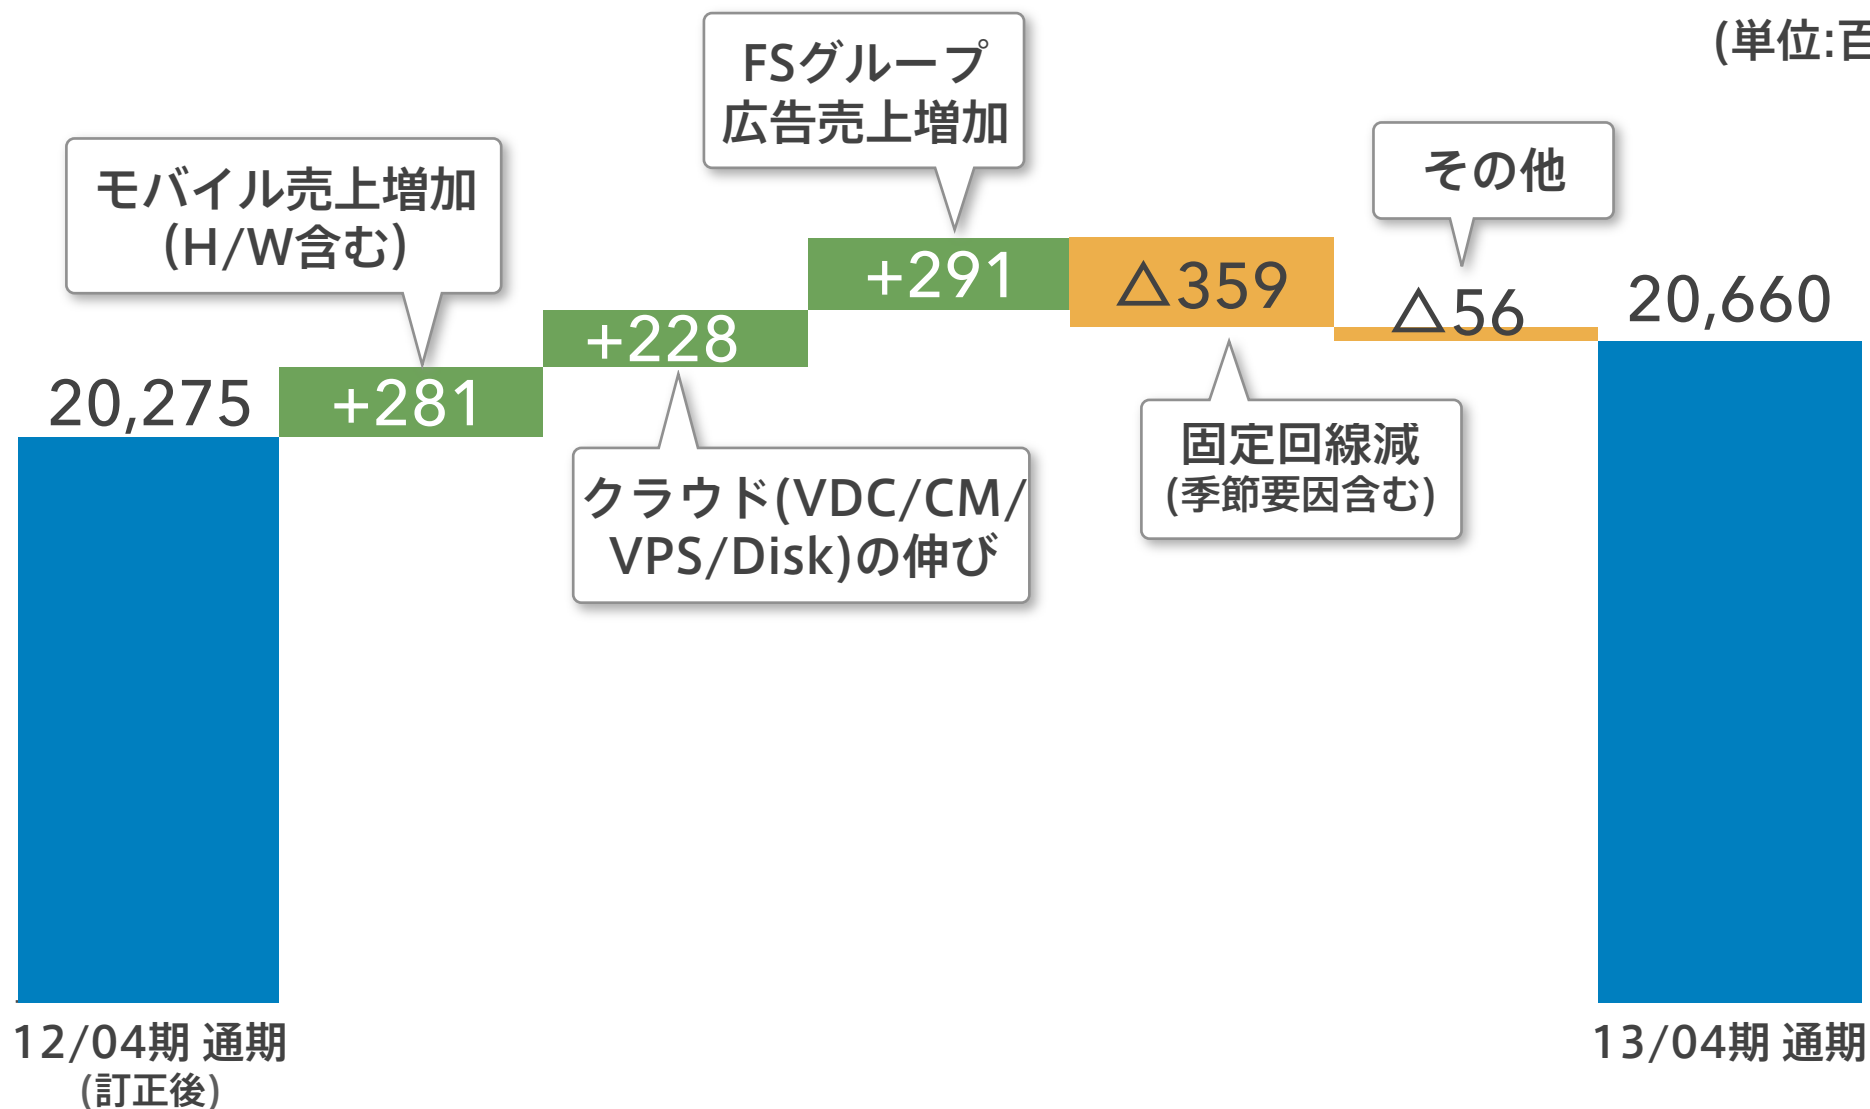 (単位:百
FSグループ
広告売上増加
モバイル売上増加
(H/W含む)
その他
+291
△359
△56
20,660
+228
20,275
+281
固定回線減
(季節要因含む)
クラウド(VDC/CM/
VPS/Disk)の伸び
12/04期 通期
(訂正後)
13/04期 通期